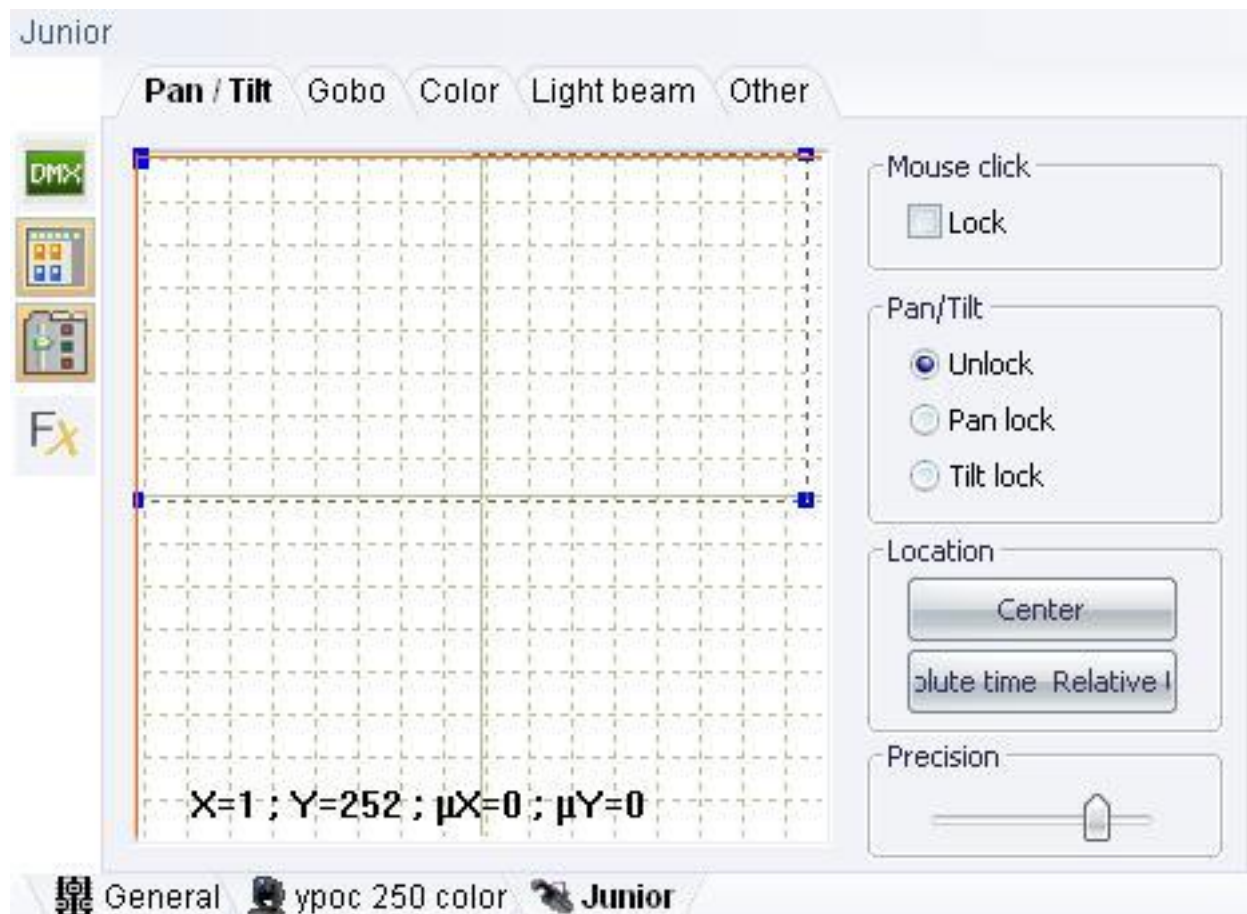 Junior
Pan / Tilt Gobo Color Light beam Other
DMX
Fx
Mouse click
Lock
Pan/Tilt
Unlock
Pan lock
Tilt lock
Location
Center
olute time Relative
Precision
X=1 ; Y=252 ; µX=0 ; µY=0
General ypoc 250 color Junior